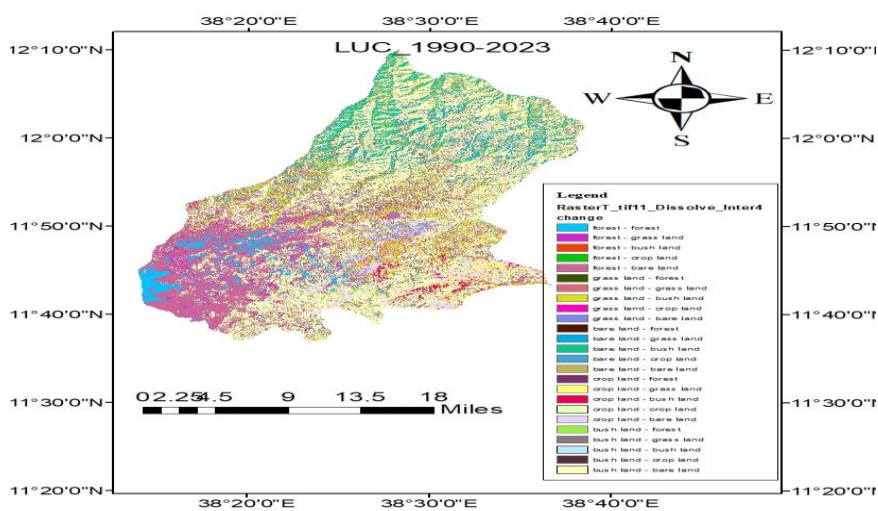 38°20'0"E 38°30'0"E 38°40'0"E
LUC_1990-2023
12°10'0"N 12°10'0"N
N
W E
S
12°0'0"N 12°0'0"N
Legend
RasterT_tif11_Dissolve_Inter4
change
11°50'0"N 11°50'0"N
forest - forest
forest - grass land
forest - bush land
forest - crop land
forest - bare land
grass land - forest
grass land - grass land
grass land - bush land
grass land - crop land
grass land - bare land
bare land - forest
bare land - grass land
bare land - bush land
bare land - crop land
bare land - bare land
crop land - forest
crop land - grass land
crop land - bush land
crop land - crop land
crop land - bare land
bush land - forest
bush land - grass land
bush land - bush land
bush land - crop land
bush land - bare land
11°40'0"N 11°40'0"N
02.254.5 9 13.5 18
Miles
11°30'0"N 11°30'0"N
11°20'0"N 11°20'0"N
38°20'0"E 38°30'0"E 38°40'0"E